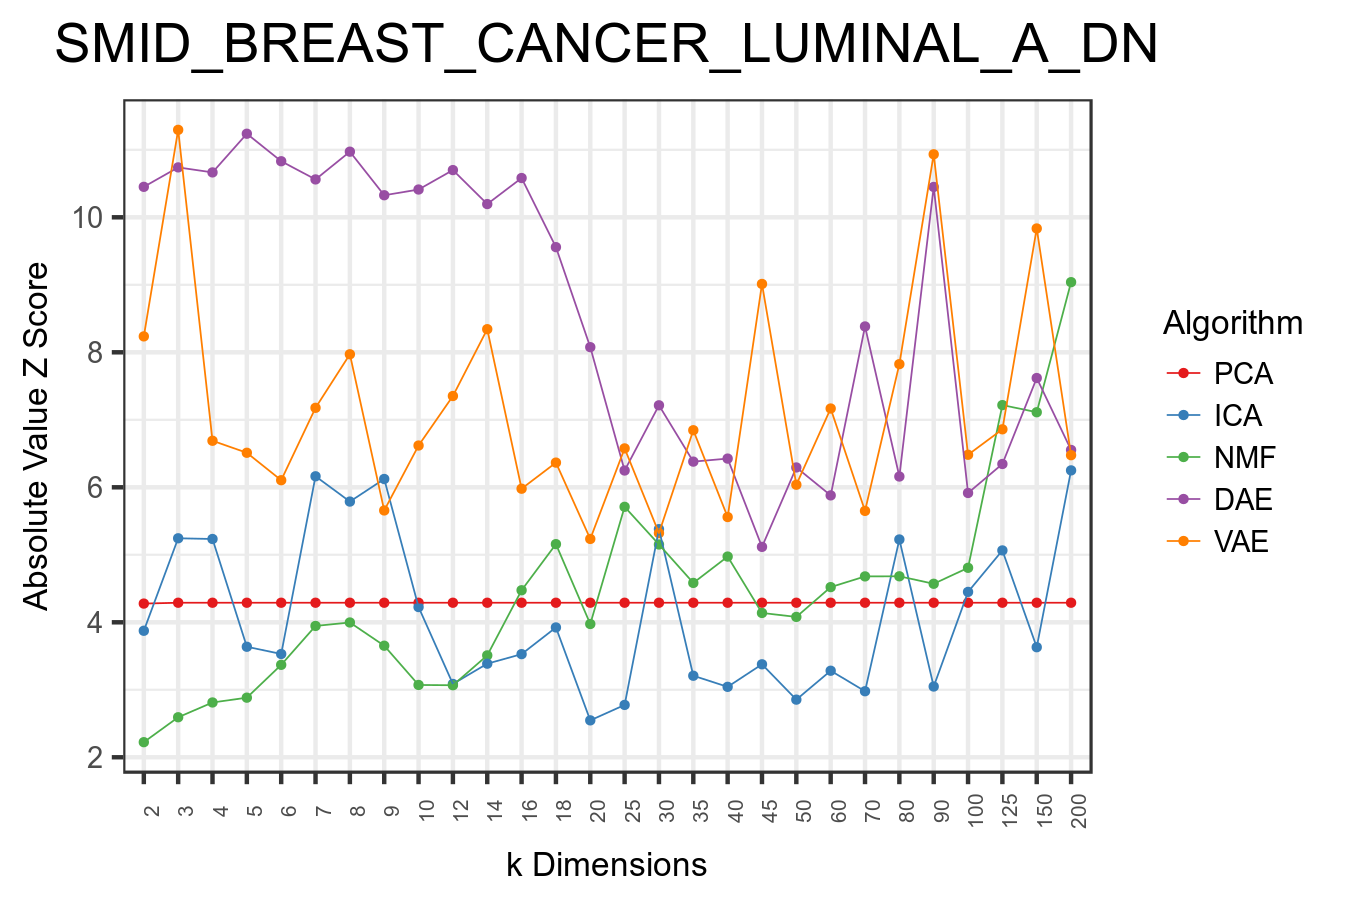 SMID_BREAST_CANCER_LUMINAL_A_DN
Absolute Value Z Score
10
8
6
4
2
2 3 4 5 6 7 8 9 10 12 14 16 18 20 25 30 35 40 45 50 60 70 80 90 100 125 150 200
k Dimensions
Algorithm
PCA
ICA
NMF
DAE
VAE